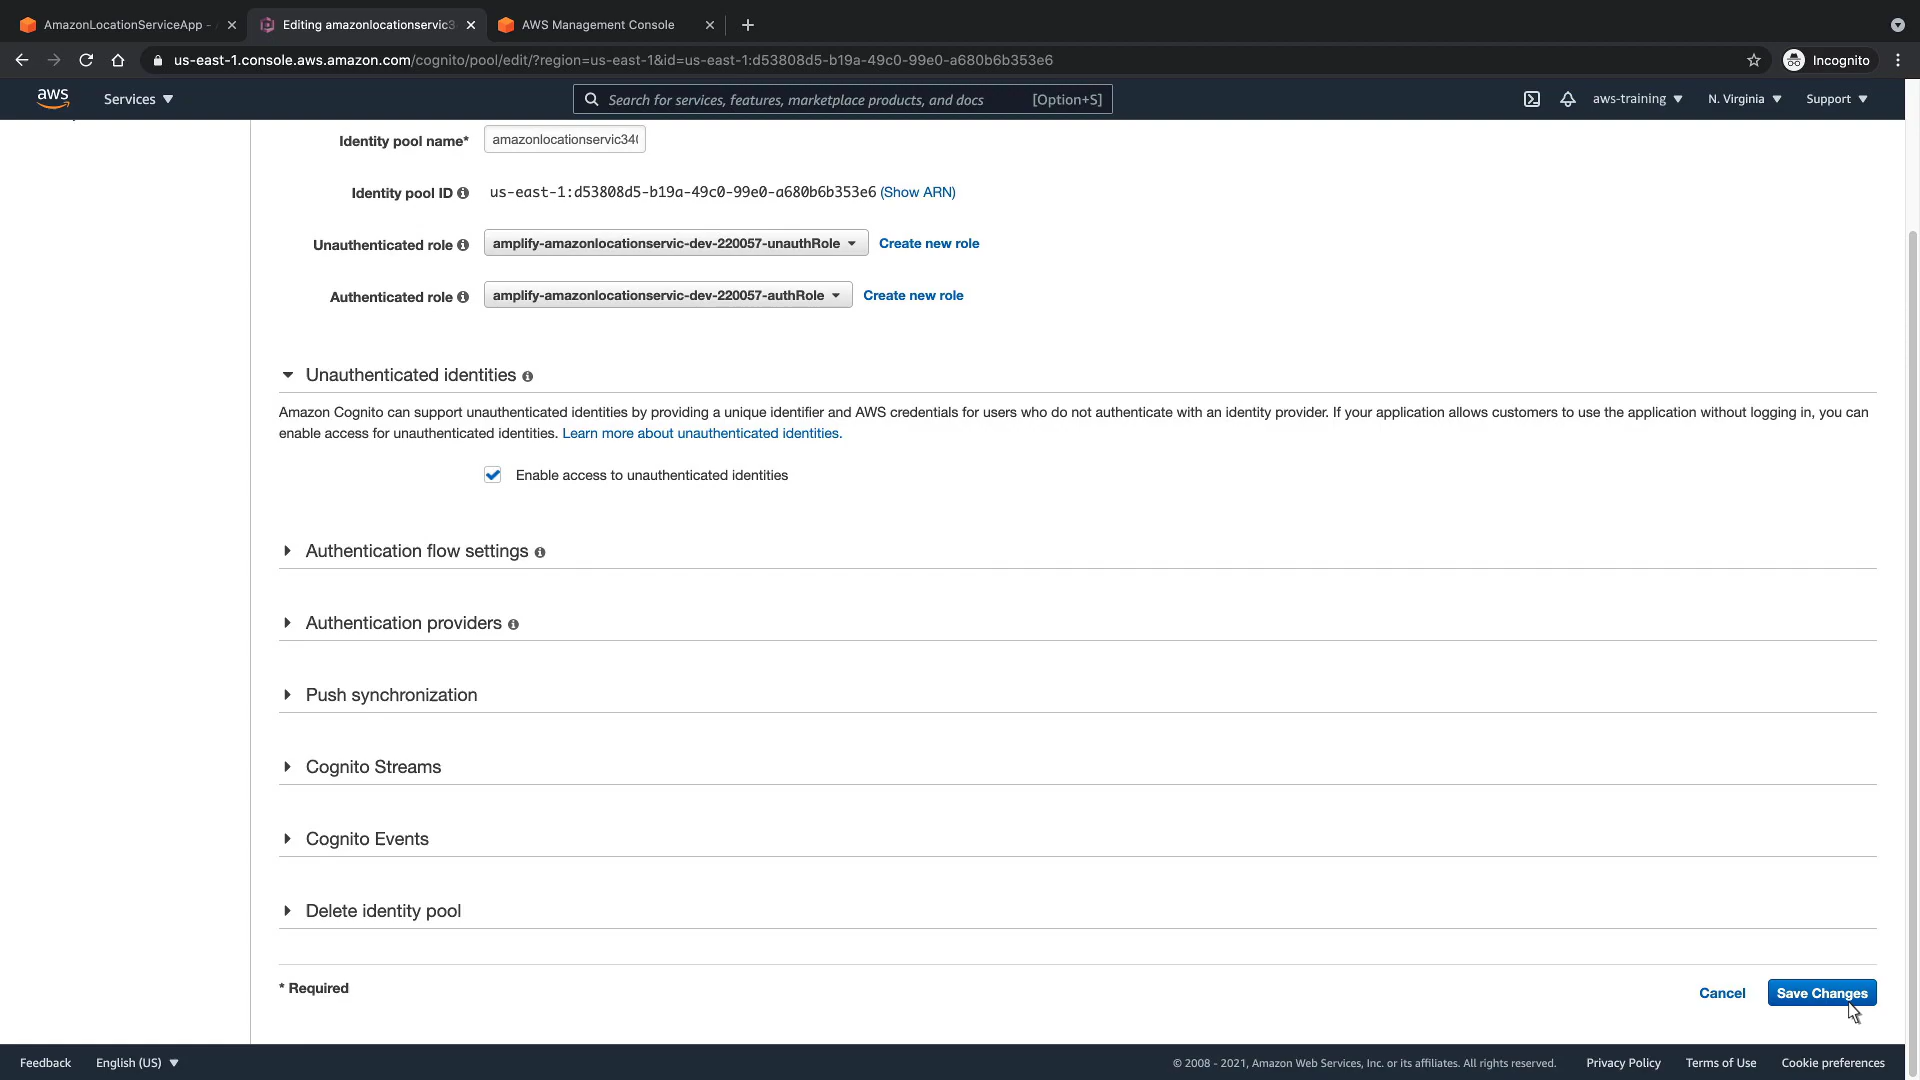 AmazonLocationServiceApp -
Editing amazonlocationservic3
AWS Management Console
us-east-1.console.aws.amazon.com/cognito/pool/edit/?region=us-east-1&id=us-east-1:d53808d5-b19a-49c0-99e0-a680b6b353e6
Incognito
aws
Services
Search for services, features, marketplace products, and docs
[Option+S]
aws-training
N. Virginia
Support
Identity pool name*
amazonlocationservic34
Identity pool ID
us-east-1:d53808d5-b19a-49c0-99e0-a680b6b353e6 (Show ARN)
Unauthenticated role
amplify-amazonlocationservic-dev-220057-unauthRole
Create new role
Authenticated role
amplify-amazonlocationservic-dev-220057-authRole
Create new role
Unauthenticated identities
Amazon Cognito can support unauthenticated identities by providing a unique identifier and AWS credentials for users who do not authenticate with an identity provider. If your application allows customers to use the application without logging in, you can
enable access for unauthenticated identities. Learn more about unauthenticated identities.
Enable access to unauthenticated identities
Authentication flow settings
Authentication providers
Push synchronization
Cognito Streams
Cognito Events
Delete identity pool
* Required
Cancel
Save Changes
Feedback
English (US)
© 2008 - 2021, Amazon Web Services, Inc. or its affiliates. All rights reserved.
Privacy Policy
Terms of Use
Cookie preferences